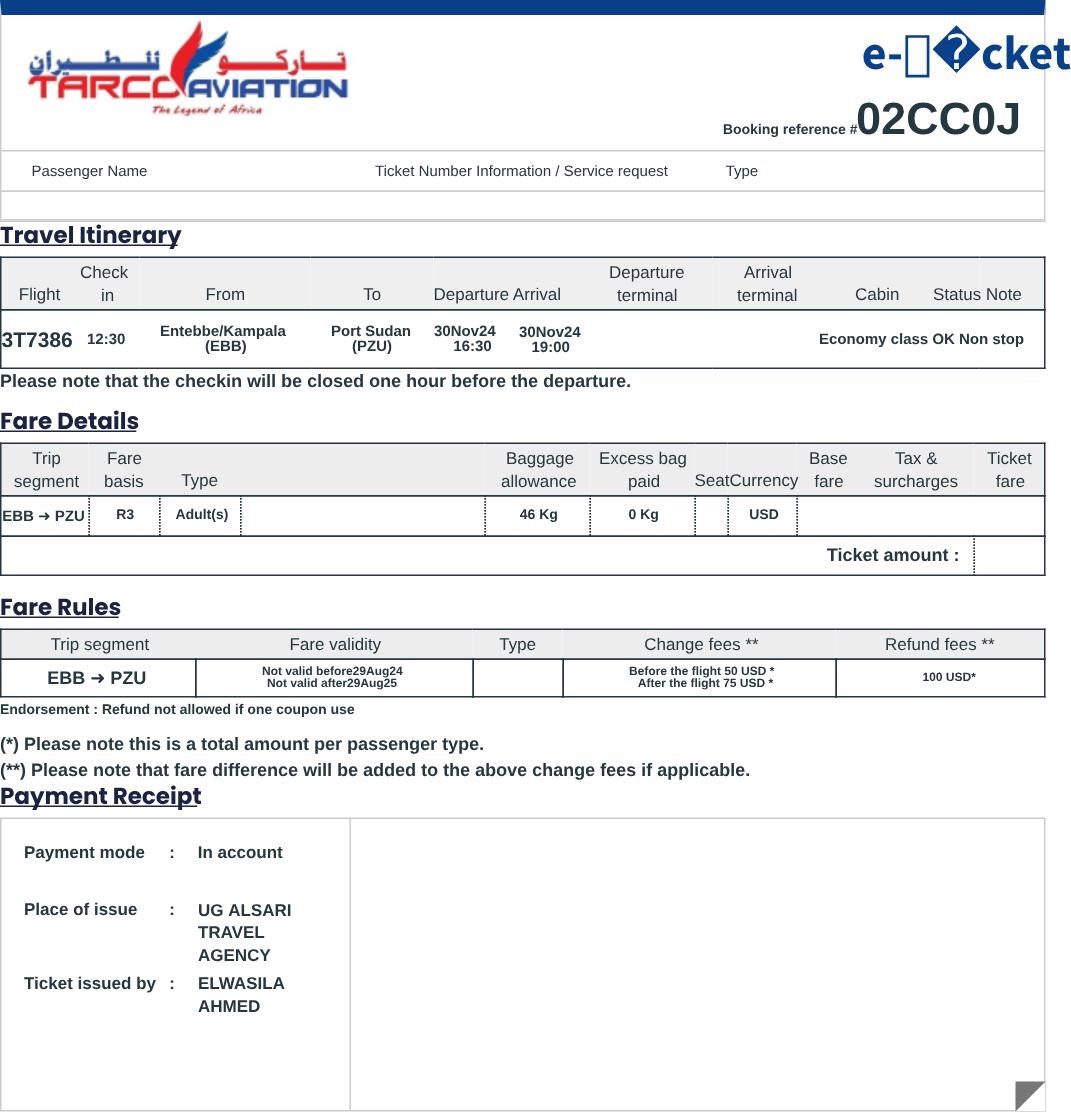 تاركو للطيران
TARCO AVIATION
The Legend of Africa
e-�cket
Booking reference #02CC0J
Passenger Name Ticket Number Information / Service request Type
Travel Itinerary
Flight Check in From To Departure Arrival Departure terminal Arrival terminal Cabin Status Note
3T7386 12:30 Entebbe/Kampala (EBB) Port Sudan (PZU) 30Nov24 16:30 30Nov24 19:00 Economy class OK Non stop
Please note that the checkin will be closed one hour before the departure.
Fare Details
Trip segment Fare basis Type Baggage allowance Excess bag paid Seat Currency Base fare Tax & surcharges Ticket fare
EBB ➔ PZU R3 Adult(s) 46 Kg 0 Kg USD
Ticket amount :
Fare Rules
Trip segment Fare validity Type Change fees ** Refund fees **
EBB ➔ PZU Not valid before29Aug24 Not valid after29Aug25 Before the flight 50 USD * After the flight 75 USD * 100 USD*
Endorsement : Refund not allowed if one coupon use
(*) Please note this is a total amount per passenger type.
(**) Please note that fare difference will be added to the above change fees if applicable.
Payment Receipt
Payment mode : In account
Place of issue : UG ALSARI
TRAVEL
AGENCY
Ticket issued by : ELWASILA
AHMED